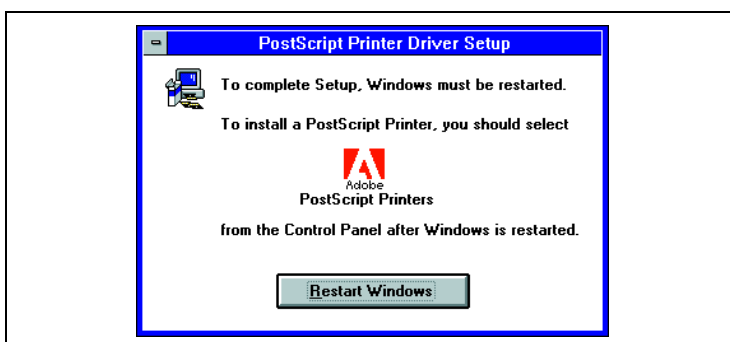 PostScript Printer Driver Setup
To complete Setup, Windows must be restarted.
To install a PostScript Printer, you should select
Adobe
PostScript Printers
from the Control Panel after Windows is restarted.
Restart Windows